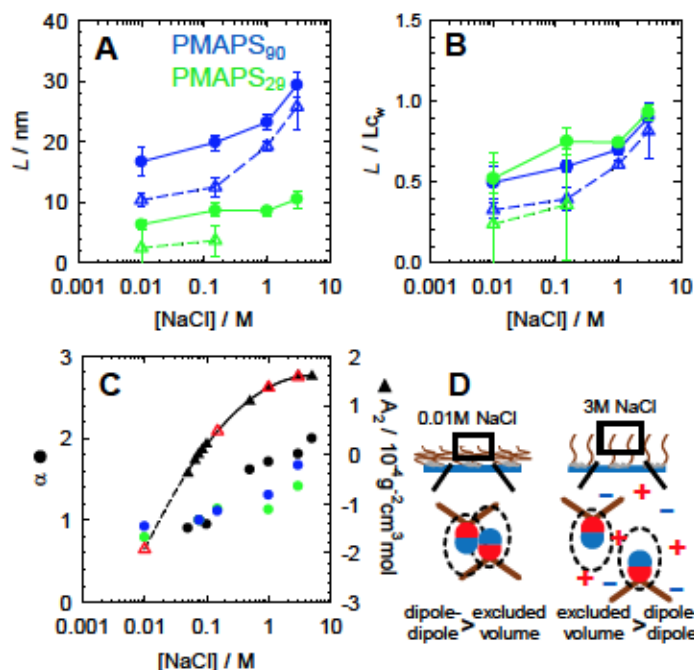 A
PMAPS90
PMAPS29
L / nm
40
30
20
10
0
0.001 0.01 0.1 1 10
[NaCl] / M
B
L / Lcw
1.5
1.0
0.5
0.0
0.001 0.01 0.1 1 10
[NaCl] / M
C
α
3
2
1
0
0.001 0.01 0.1 1 10
[NaCl] / M
2
1
0
-1
-2
-3
A2 / 10-4 g-2cm3 mol
D
0.01M NaCl
3M NaCl
+ − + − + −
dipole-dipole > excluded volume
excluded volume > dipole-dipole